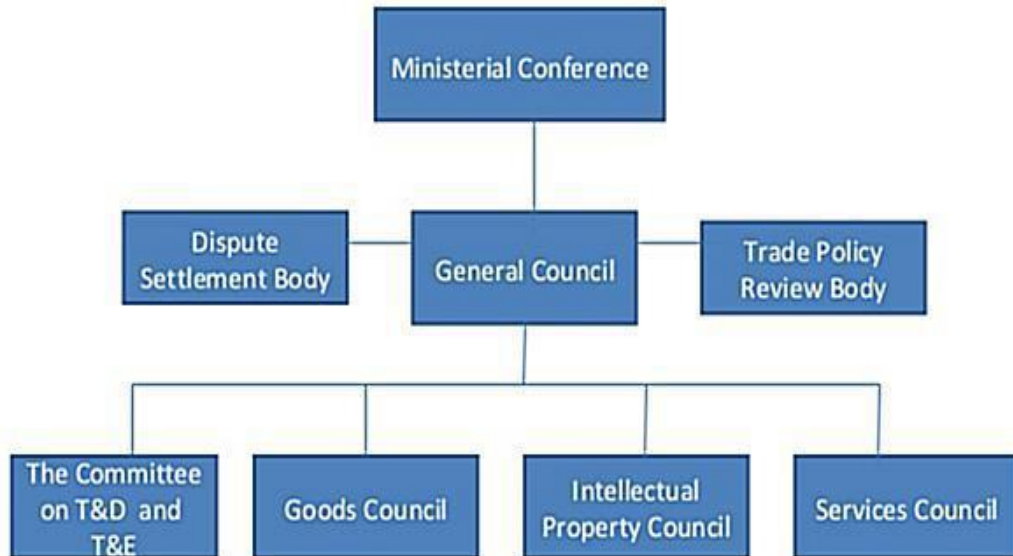 Ministerial Conference
Dispute
Settlement Body
General Council
Trade Policy
Review Body
The Committee
on T&D and
T&E
Goods Council
Intellectual
Property Council
Services Council